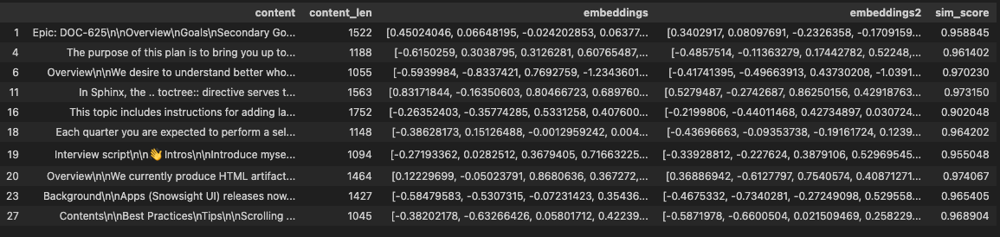 content content_len embeddings embeddings2 sim_score
1 Epic: DOC-625\n\nOverview\nGoals\nSecondary Go... 1522 [0.45024046, 0.06648195, -0.024202853, 0.06377... [0.3402917, 0.08097691, -0.2326358, -0.1709159... 0.958845
4 The purpose of this plan is to bring you up to... 1188 [-0.6150259, 0.3038795, 0.3126281, 0.60765487,... [-0.4857514, -0.11363279, 0.17442782, 0.52248,... 0.961402
6 Overview\n\nWe desire to understand better who... 1055 [-0.5939984, -0.8337421, 0.7692759, -1.2343601... [-0.41741395, -0.49663913, 0.43730208, -1.0391... 0.970230
11 In Sphinx, the .. toctree:: directive serves t... 1563 [0.83171844, -0.16350603, 0.80466723, 0.689760... [0.5279487, -0.2742687, 0.86250156, 0.42918763... 0.973150
16 This topic includes instructions for adding la... 1752 [-0.26352403, -0.35774285, 0.5331258, 0.407600... [-0.2199806, -0.44011468, 0.42734897, 0.030724... 0.902048
18 Each quarter you are expected to perform a sel... 1148 [-0.38628173, 0.15126488, -0.0012959242, 0.004... [-0.43696663, -0.09353738, -0.19161724, 0.1239... 0.964202
19 Interview script\n\n👋 Intros\n\nIntroduce myse... 1094 [-0.27193362, 0.0282512, 0.3679405, 0.71663225... [-0.33928812, -0.227624, 0.3879106, 0.52969545... 0.955048
20 Overview\n\nWe currently produce HTML artifact... 1464 [0.12229699, -0.05023791, 0.8680636, 0.367272,... [0.36886942, -0.6127797, 0.7540574, 0.40871271... 0.974067
23 Background\n\nApps (Snowsight UI) releases now... 1427 [-0.58479583, -0.5307315, -0.07231423, 0.35436... [-0.4675332, -0.7340281, -0.27249098, 0.529558... 0.965405
27 Contents\n\nBest Practices\nTips\n\nScrolling ... 1045 [-0.38202178, -0.63266426, 0.05801712, 0.42239... [-0.5871978, -0.6600504, 0.021509469, 0.258229... 0.968904